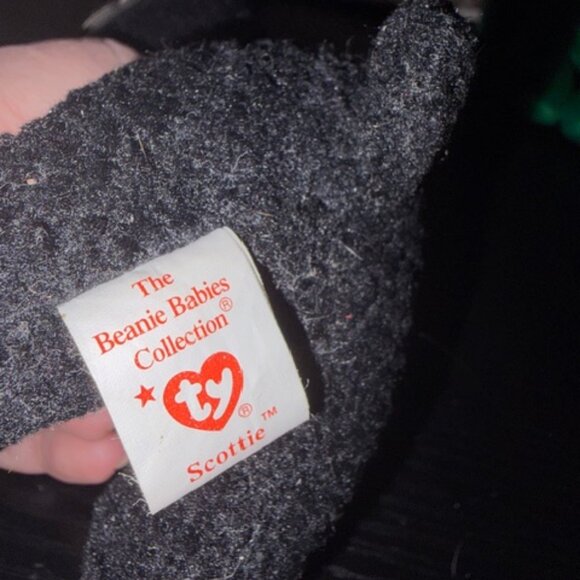 The
Beanie Babies
Collection®
ty®
Scottie™